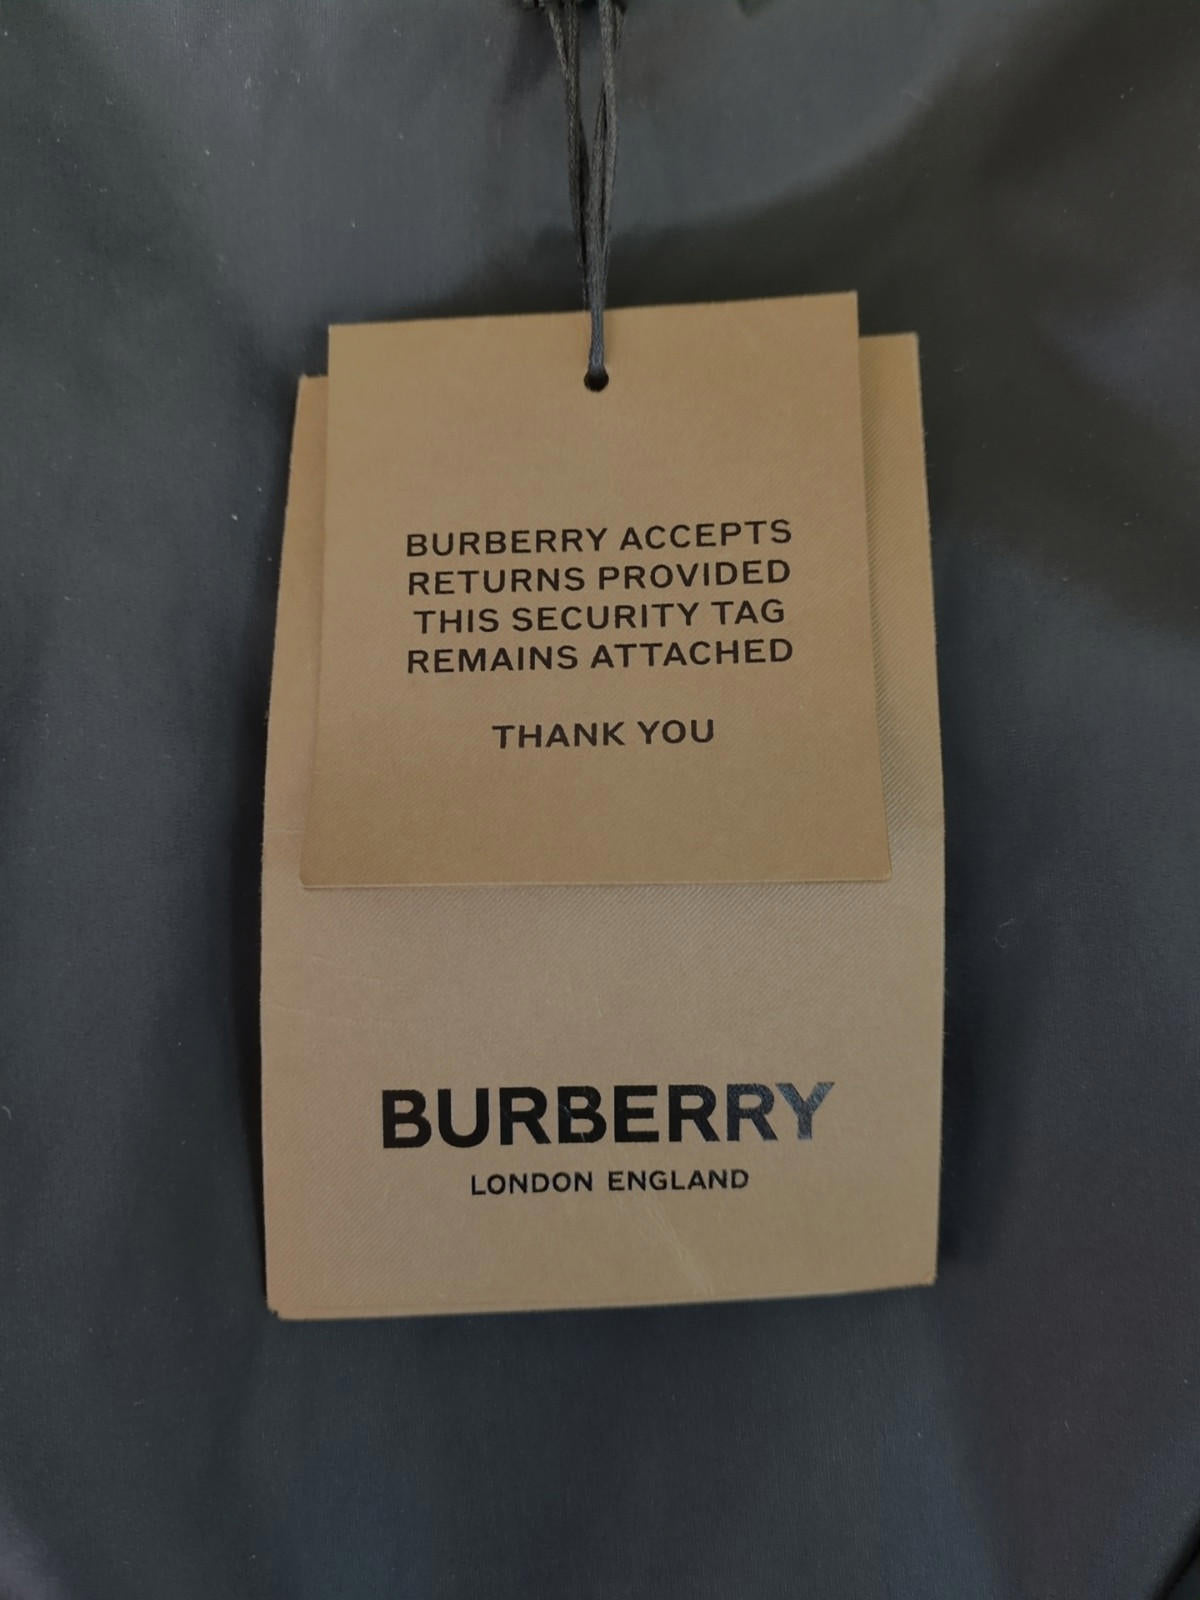 BURBERRY ACCEPTS
RETURNS PROVIDED
THIS SECURITY TAG
REMAINS ATTACHED
THANK YOU
BURBERRY
LONDON ENGLAND